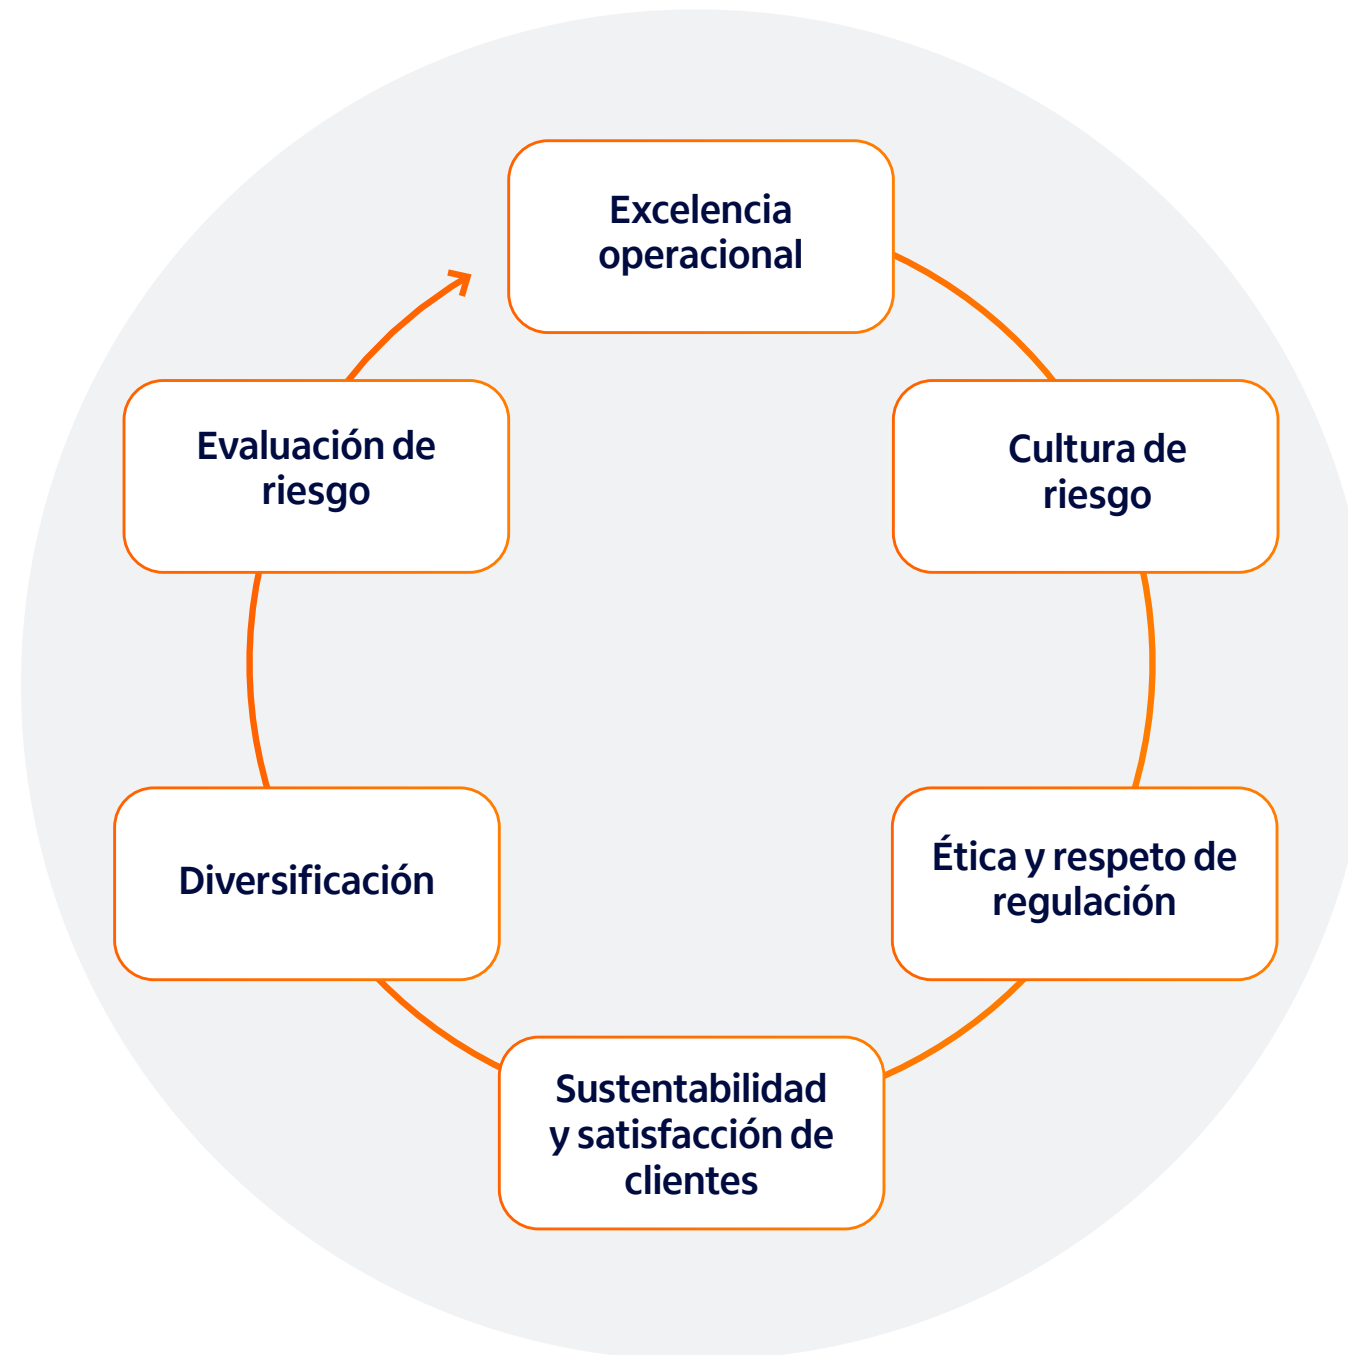 Excelencia
operacional
Cultura de
riesgo
Ética y respeto de
regulación
Sustentabilidad
y satisfacción de
clientes
Diversificación
Evaluación de
riesgo